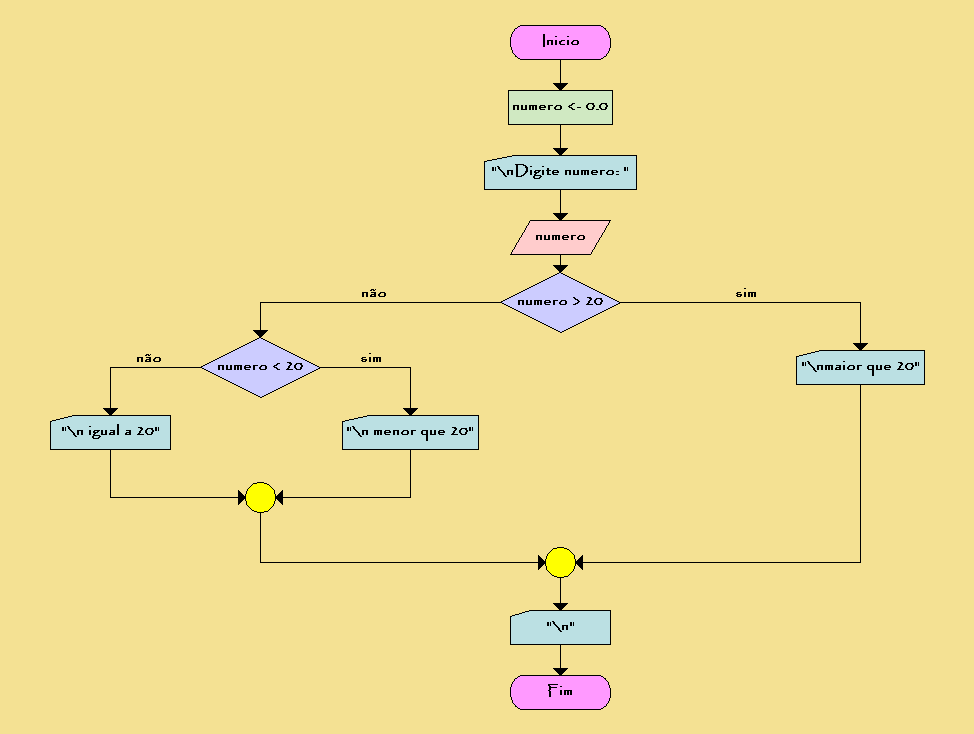 Inicio
numero <- 0.0
"\nDigite numero: "
numero
não
numero > 20
sim
não
numero < 20
sim
"\nmaior que 20"
"\n igual a 20"
"\n menor que 20"
"\n"
Fim